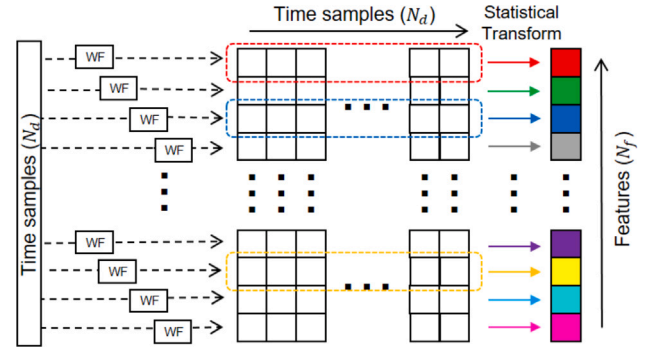 Time samples (N_d)
Statistical
Transform
Time samples (N_d)
WF
WF
WF
WF
WF
WF
WF
WF
Features (N_f)